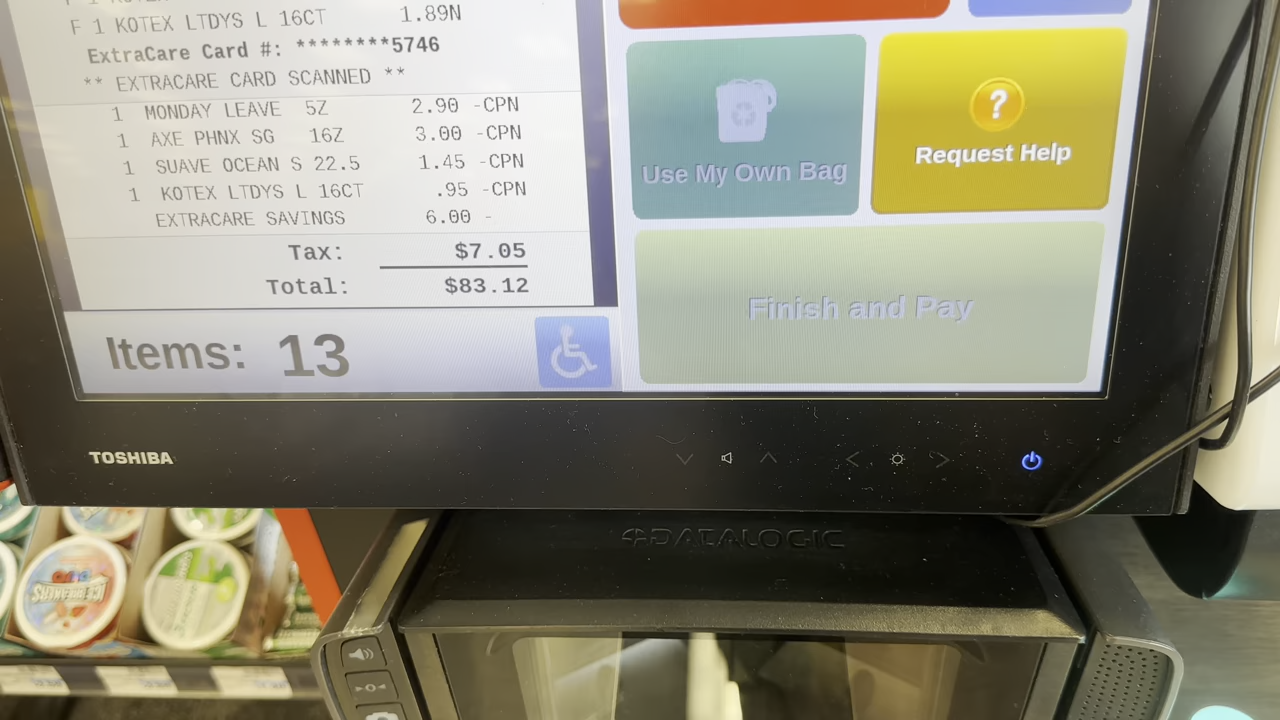 F 1 KOTEX LTDYS L 16CT 1.89N
ExtraCare Card #: ********5746
** EXTRACARE CARD SCANNED **
1 MONDAY LEAVE 5Z 2.90 -CPN
1 AXE PHNX SG 16Z 3.00 -CPN
1 SUAVE OCEAN S 22.5 1.45 -CPN
1 KOTEX LTDYS L 16CT .95 -CPN
EXTRACARE SAVINGS 6.00 -
Tax: $7.05
Total: $83.12
Items: 13
Use My Own Bag
?
Request Help
Finish and Pay
TOSHIBA
DATALOGIC
ICE BREAKERS